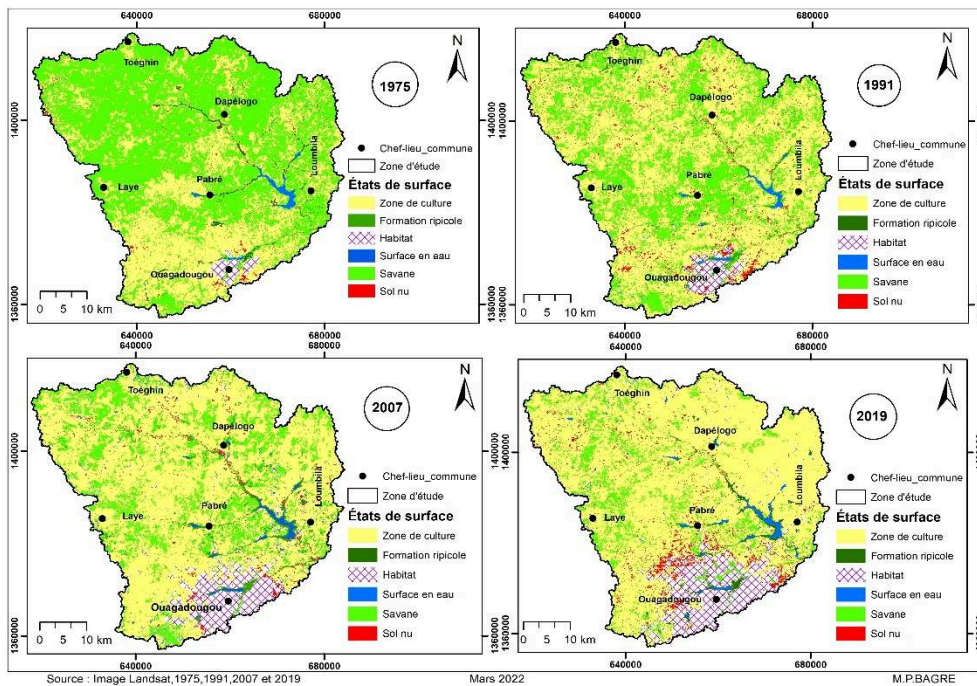 640000 680000
N
Toéghin
1975
Dapélogo
1400000
Loumbila
Chef-lieu_commune
Zone d'étude
Laye
Pabré
États de surface
Zone de culture
Formation ripicole
Habitat
Surface en eau
Ouagadougou
Savane
Sol nu
1360000
0 5 10 km
640000 680000
640000 680000
N
Toéghin
1991
Dapélogo
1400000
Loumbila
Chef-lieu_commune
Zone d'étude
Laye
Pabré
États de surface
Zone de culture
Formation ripicole
Habitat
Surface en eau
Ouagadougou
Savane
Sol nu
1360000
0 5 10 km
640000 680000
640000 680000
N
Toéghin
2007
Dapélogo
1400000
Loumbila
Chef-lieu_commune
Zone d'étude
Laye
Pabré
États de surface
Zone de culture
Formation ripicole
Habitat
Surface en eau
Ouagadougou
Savane
Sol nu
1360000
0 5 10 km
640000 680000
640000 680000
N
Toéghin
2019
Dapélogo
1400000
Loumbila
Chef-lieu_commune
Zone d'étude
Laye
Pabré
États de surface
Zone de culture
Formation ripicole
Habitat
Surface en eau
Ouagadougou
Savane
Sol nu
1360000
0 5 10 km
640000 680000
Source : Image Landsat,1975,1991,2007 et 2019 Mars 2022 M.P.BAGRE